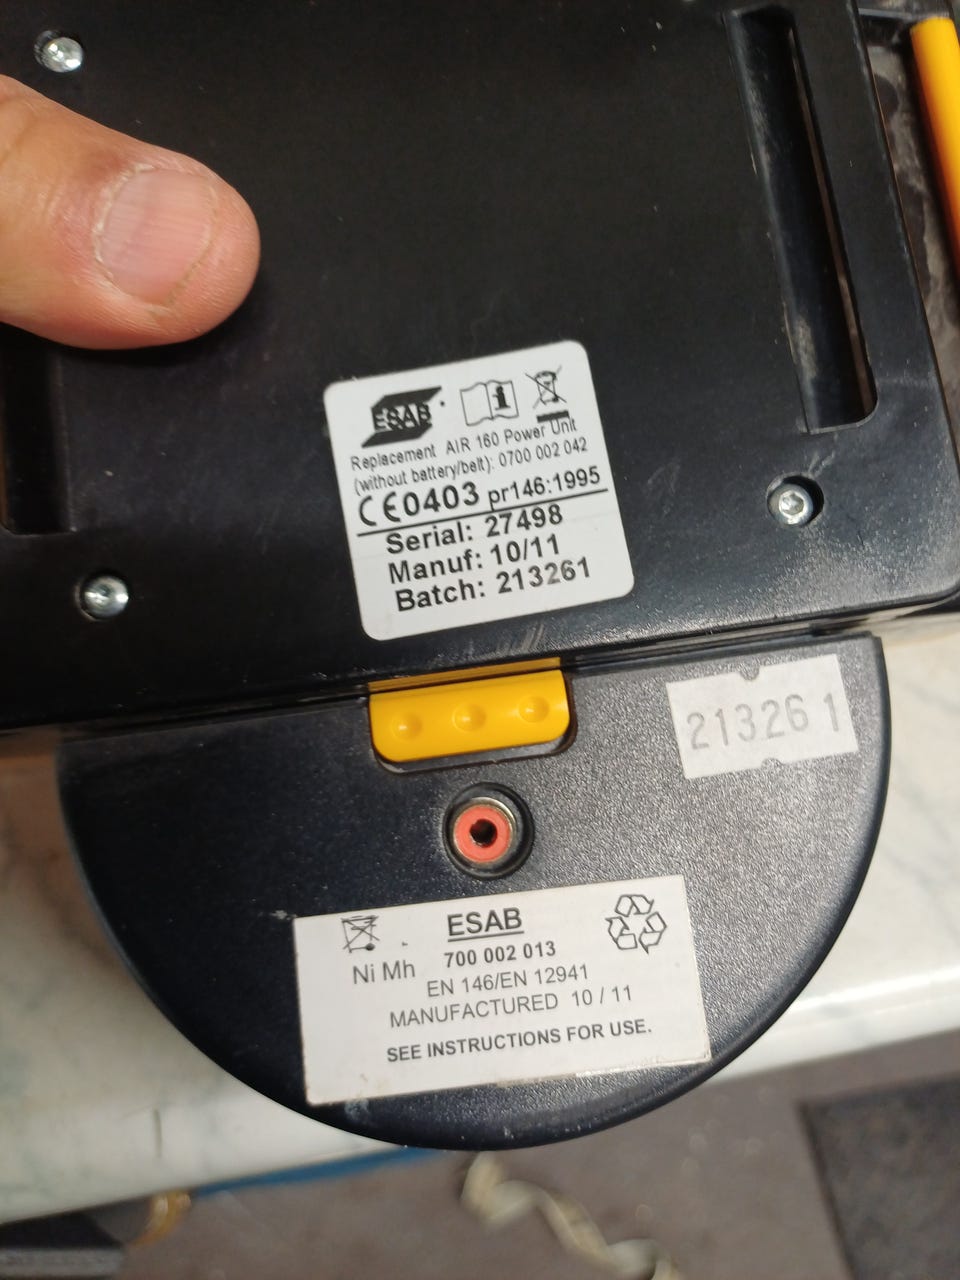 ESAB
Replacement AIR 160 Power Unit
(without battery/belt): 0700 002 042
CE0403 pr146:1995
Serial: 27498
Manuf: 10/11
Batch: 213261
213261
ESAB
Ni Mh 700 002 013
EN 146/EN 12941
MANUFACTURED 10 / 11
SEE INSTRUCTIONS FOR USE.